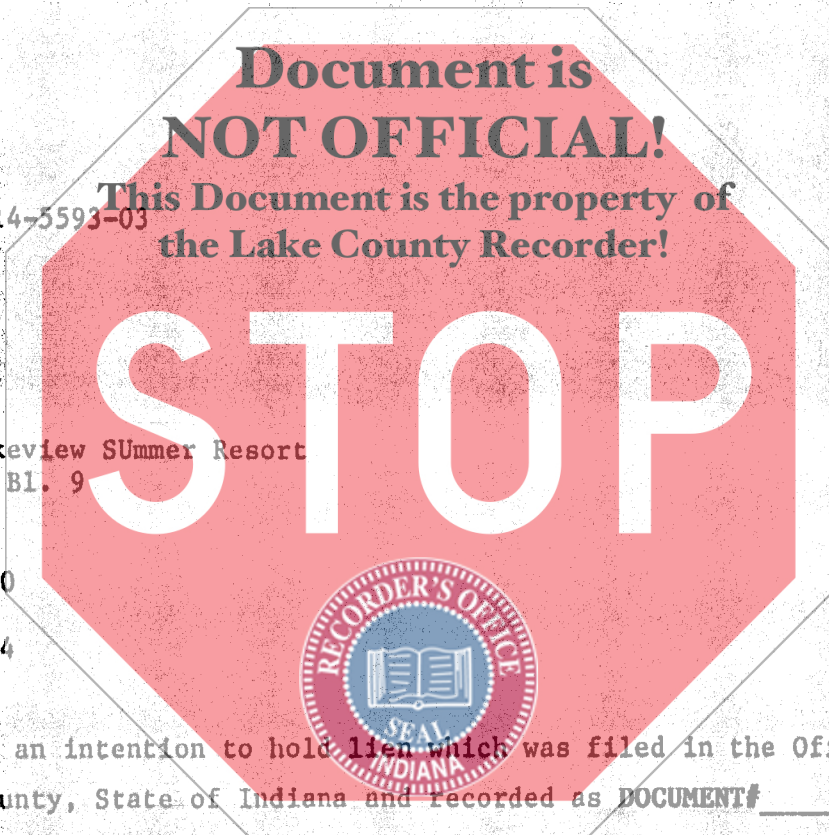 Document is
NOT OFFICIAL!
This Document is the property of
4-5593-03
the Lake County Recorder!
STOP
eview SUmmer Resort
Bl. 9
0
4
RECORDER'S OFFICE
SEAL
INDIANA
an intention to hold lien which was filed in the Of
unty, State of Indiana and recorded as DOCUMENT#